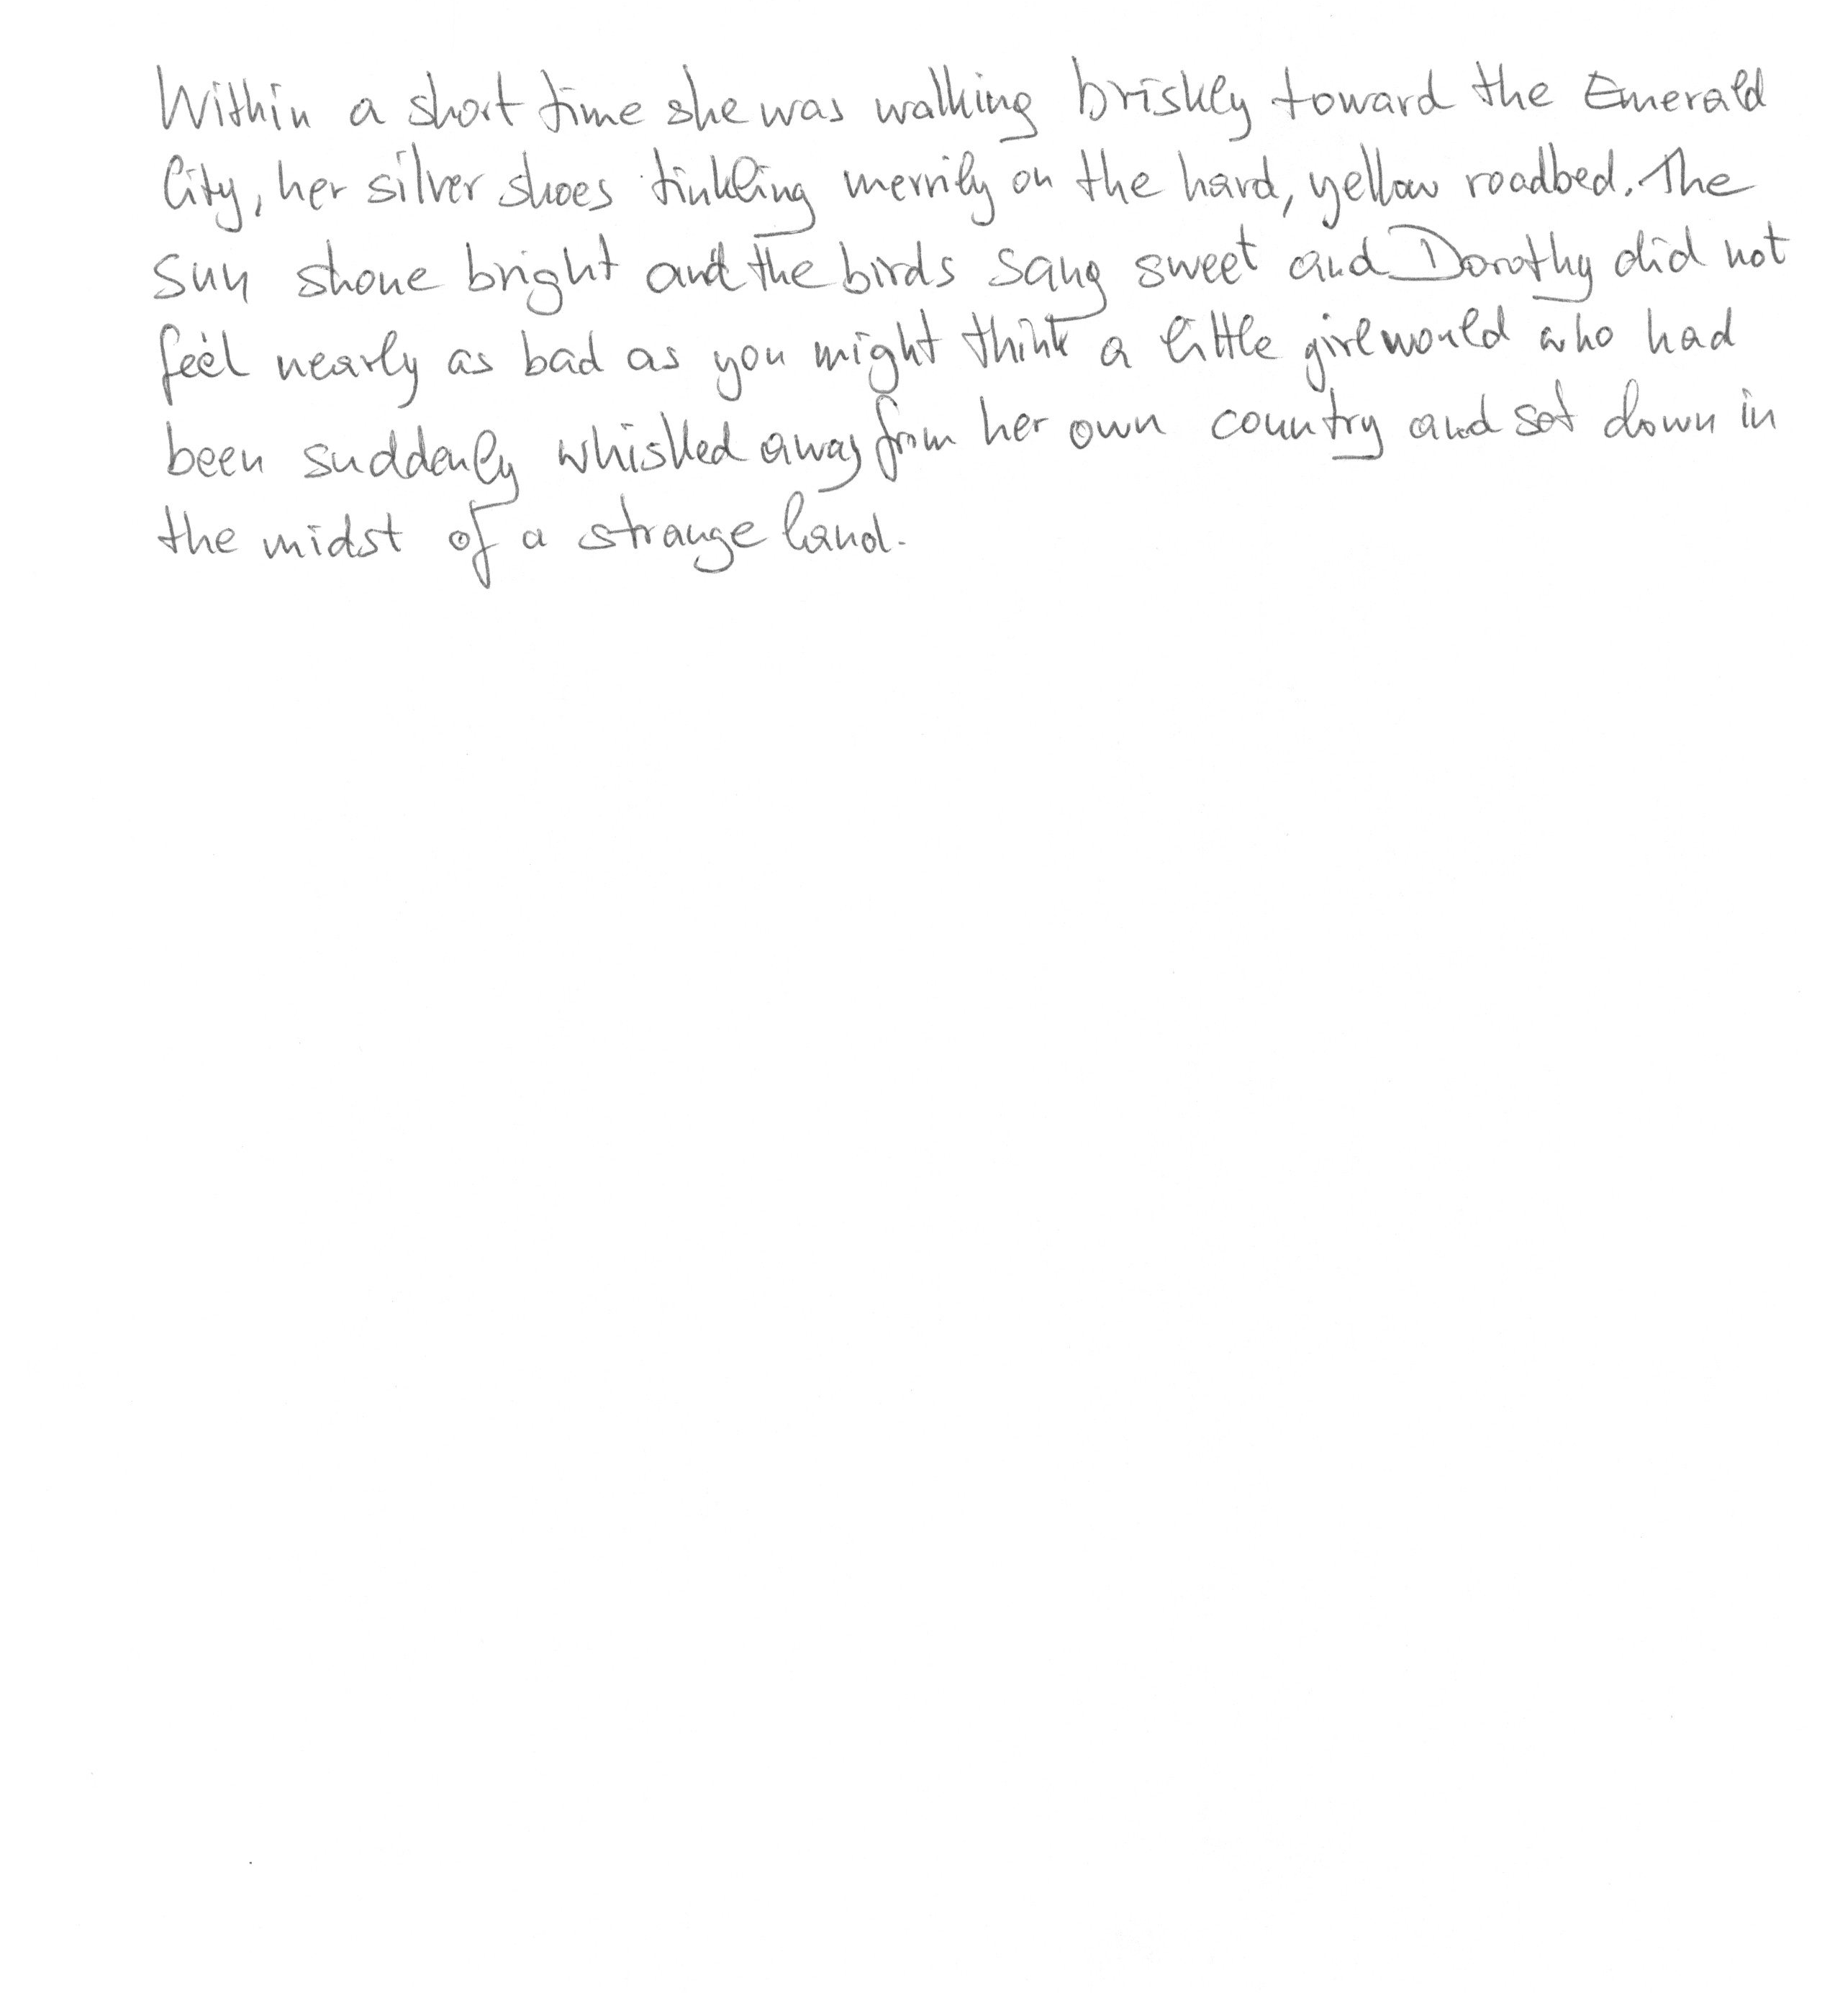 Within a short time she was walking briskly toward the Emerald
City, her silver shoes tinkling merrily on the hard, yellow roadbed. The
sun shone bright and the birds sang sweet and Dorothy did not
feel nearly as bad as you might think a little girl would who had
been suddenly whisked away from her own country and set down in
the midst of a strange land.